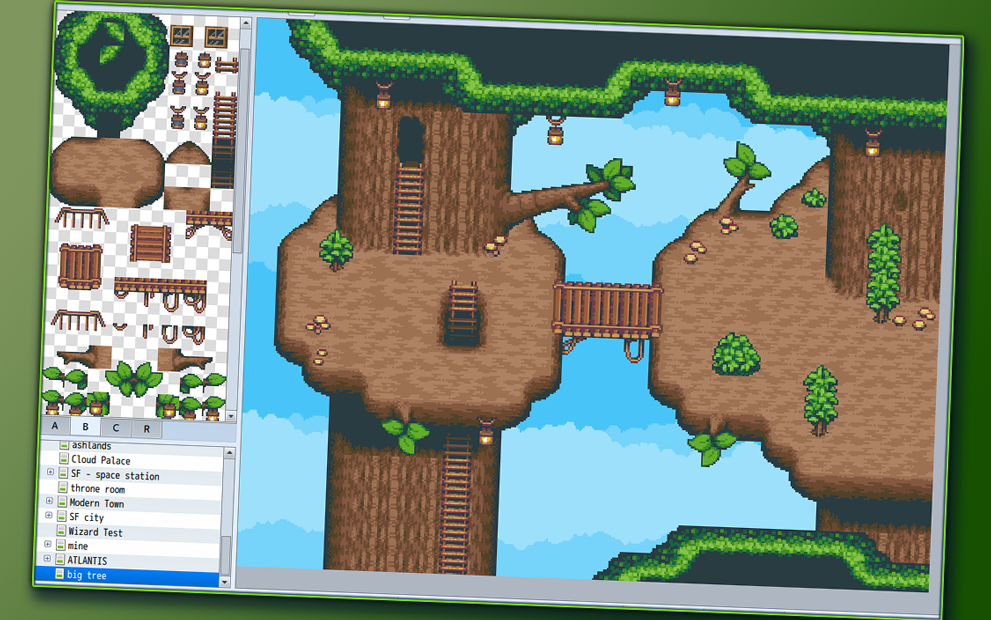 A B C R
ashlands
Cloud Palace
SF - space station
throne room
Modern Town
SF city
Wizard Test
mine
ATLANTIS
big tree